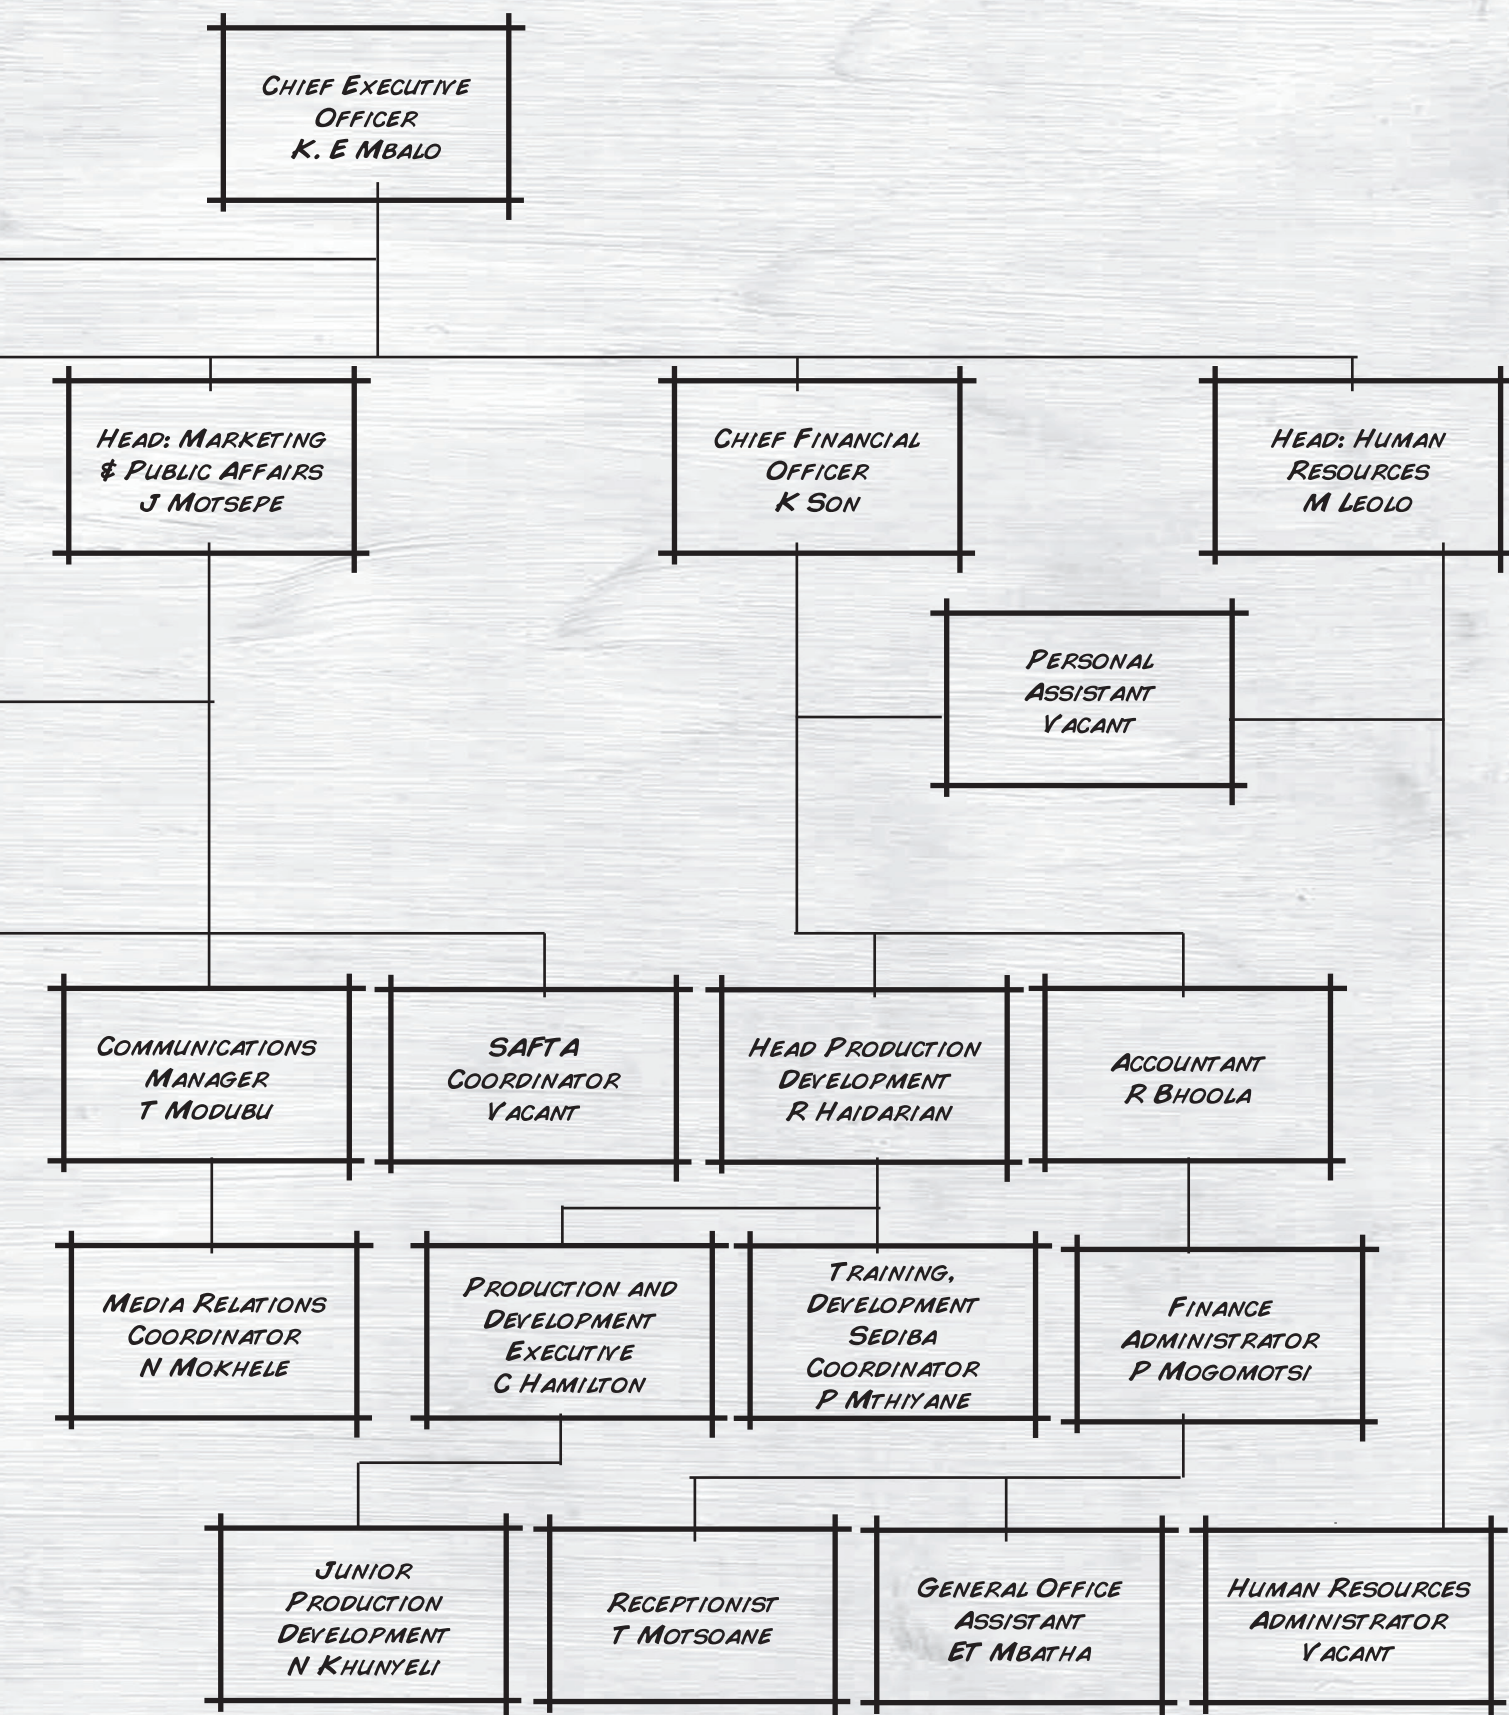 Chief Executive
Officer
K. E Mbalo
Head: Marketing
& Public Affairs
J Motsepe
Chief Financial
Officer
K Son
Head: Human
Resources
M Leolo
Personal
Assistant
Vacant
Communications
Manager
T Modubu
SAFTA
Coordinator
Vacant
Head Production
Development
R Haidarian
Accountant
R Bhoola
Media Relations
Coordinator
N Mokhele
Production and
Development
Executive
C Hamilton
Training,
Development
Sediba
Coordinator
P Mthiyane
Finance
Administrator
P Mogomotsi
Junior
Production
Development
N Khunyeli
Receptionist
T Motsoane
General Office
Assistant
ET Mbatha
Human Resources
Administrator
Vacant